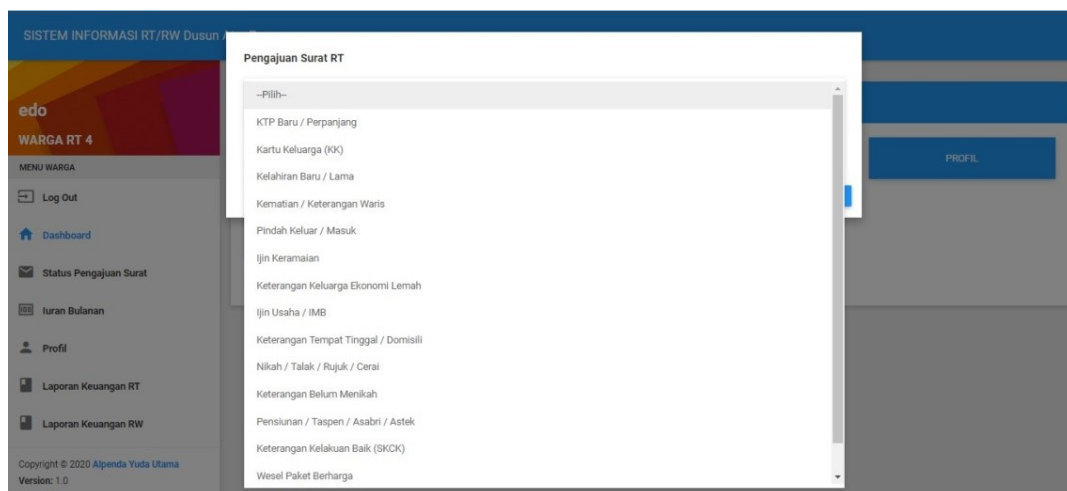 SISTEM INFORMASI RT/RW Dusun
Pengajuan Surat RT
--Pilih--
KTP Baru / Perpanjang
Kartu Keluarga (KK)
Kelahiran Baru / Lama
Kematian / Keterangan Waris
Pindah Keluar / Masuk
Ijin Keramaian
Keterangan Keluarga Ekonomi Lemah
Ijin Usaha / IMB
Keterangan Tempat Tinggal / Domisili
Nikah / Talak / Rujuk / Cerai
Keterangan Belum Menikah
Pensiunan / Taspen / Asabri / Astek
Keterangan Kelakuan Baik (SKCK)
Wesel Paket Berharga
edo
WARGA RT 4
MENU WARGA
Log Out
Dashboard
Status Pengajuan Surat
Iuran Bulanan
Profil
Laporan Keuangan RT
Laporan Keuangan RW
Copyright © 2020 Alpenda Yuda Utama
Version: 1.0
PROFIL